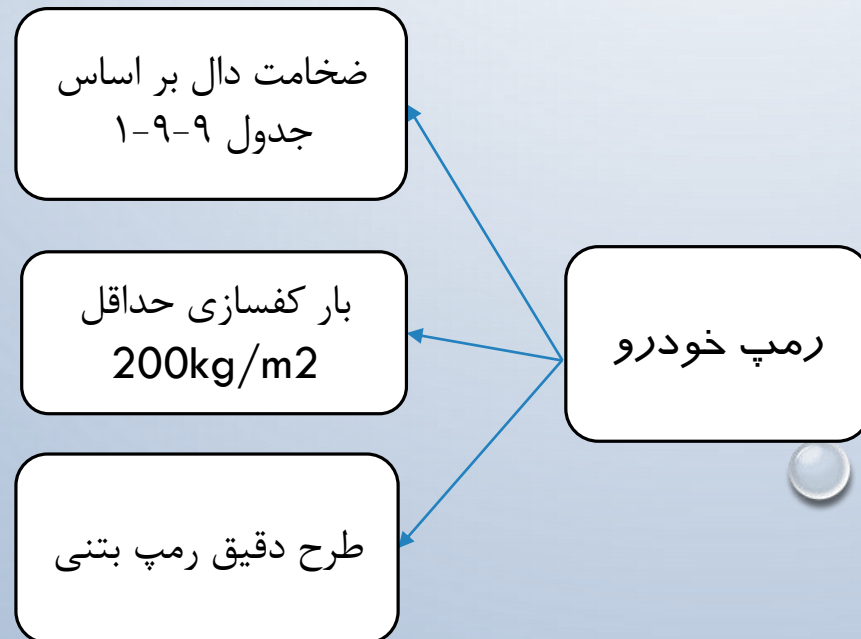 رمپ خودرو
ضخامت دال بر اساس
جدول ۹-۹-۱
بار کفسازی حداقل
200kg/m2
طرح دقیق رمپ بتنی